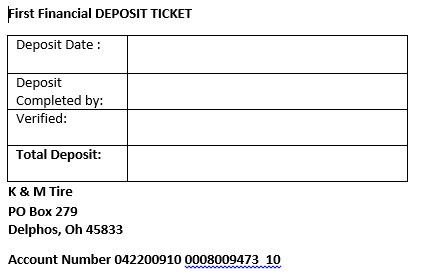 First Financial DEPOSIT TICKET
Deposit Date :
Deposit
Completed by:
Verified:
Total Deposit:
K & M Tire
PO Box 279
Delphos, Oh 45833
Account Number 042200910 0008009473 10